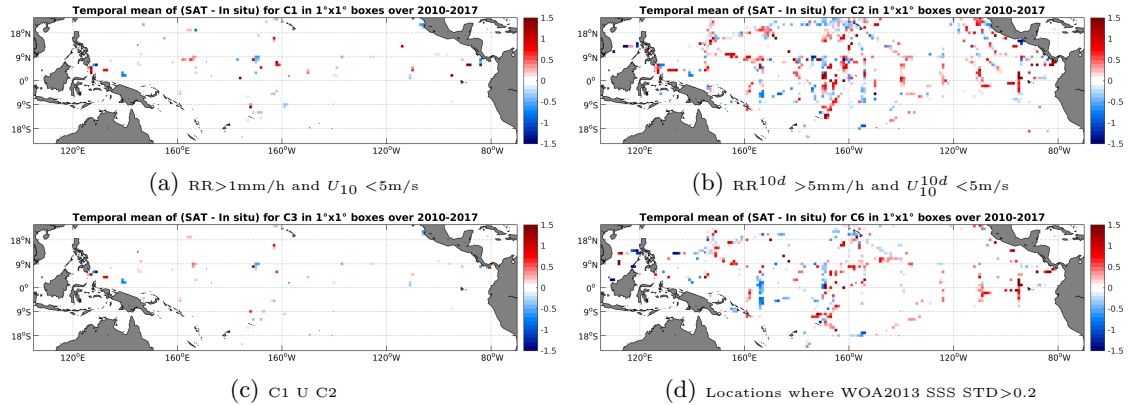 Temporal mean of (SAT - In situ) for C1 in 1°x1° boxes over 2010-2017
18°N
9°N
0°
9°S
18°S
120°E 160°E 160°W 120°W 80°W
1.5
1
0.5
0
-0.5
-1
-1.5
(a) RR>1mm/h and U10 <5m/s
Temporal mean of (SAT - In situ) for C2 in 1°x1° boxes over 2010-2017
18°N
9°N
0°
9°S
18°S
120°E 160°E 160°W 120°W 80°W
1.5
1
0.5
0
-0.5
-1
-1.5
(b) RR^10d >5mm/h and U10^10d <5m/s
Temporal mean of (SAT - In situ) for C3 in 1°x1° boxes over 2010-2017
18°N
9°N
0°
9°S
18°S
120°E 160°E 160°W 120°W 80°W
1.5
1
0.5
0
-0.5
-1
-1.5
(c) C1 U C2
Temporal mean of (SAT - In situ) for C6 in 1°x1° boxes over 2010-2017
18°N
9°N
0°
9°S
18°S
120°E 160°E 160°W 120°W 80°W
1.5
1
0.5
0
-0.5
-1
-1.5
(d) Locations where WOA2013 SSS STD>0.2